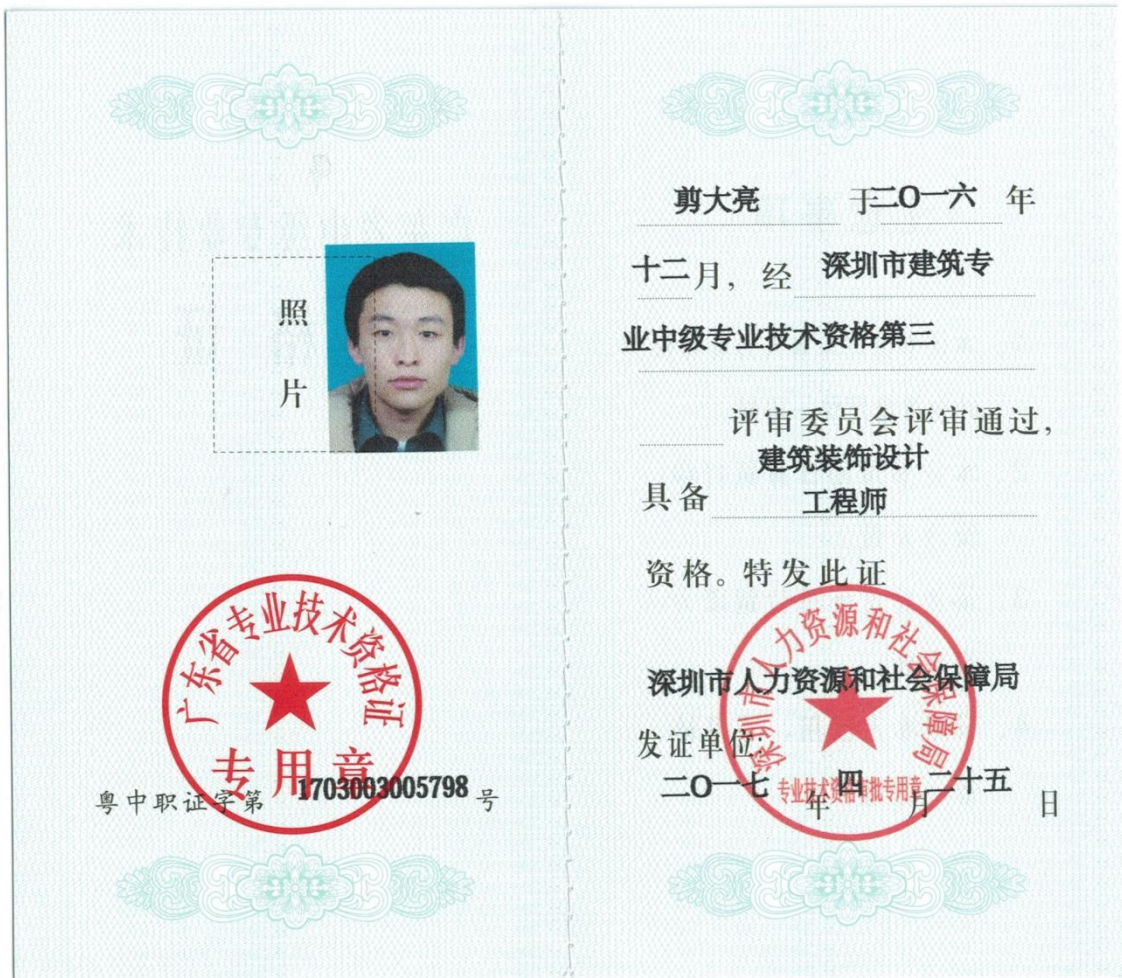 照
片
广东省专业技术资格证
专用章
粤中职证字第 1703003005798 号
剪大亮 于二O一六 年
十二月，经 深圳市建筑专
业中级专业技术资格第三
评审委员会评审通过，
建筑装饰设计
具备 工程师
资格。特发此证
深圳市人力资源和社会保障局
深圳市人力资源和社会保障局
发证单位：
专业技术资格审批专用章
二O一七 年 四 月 二十五 日